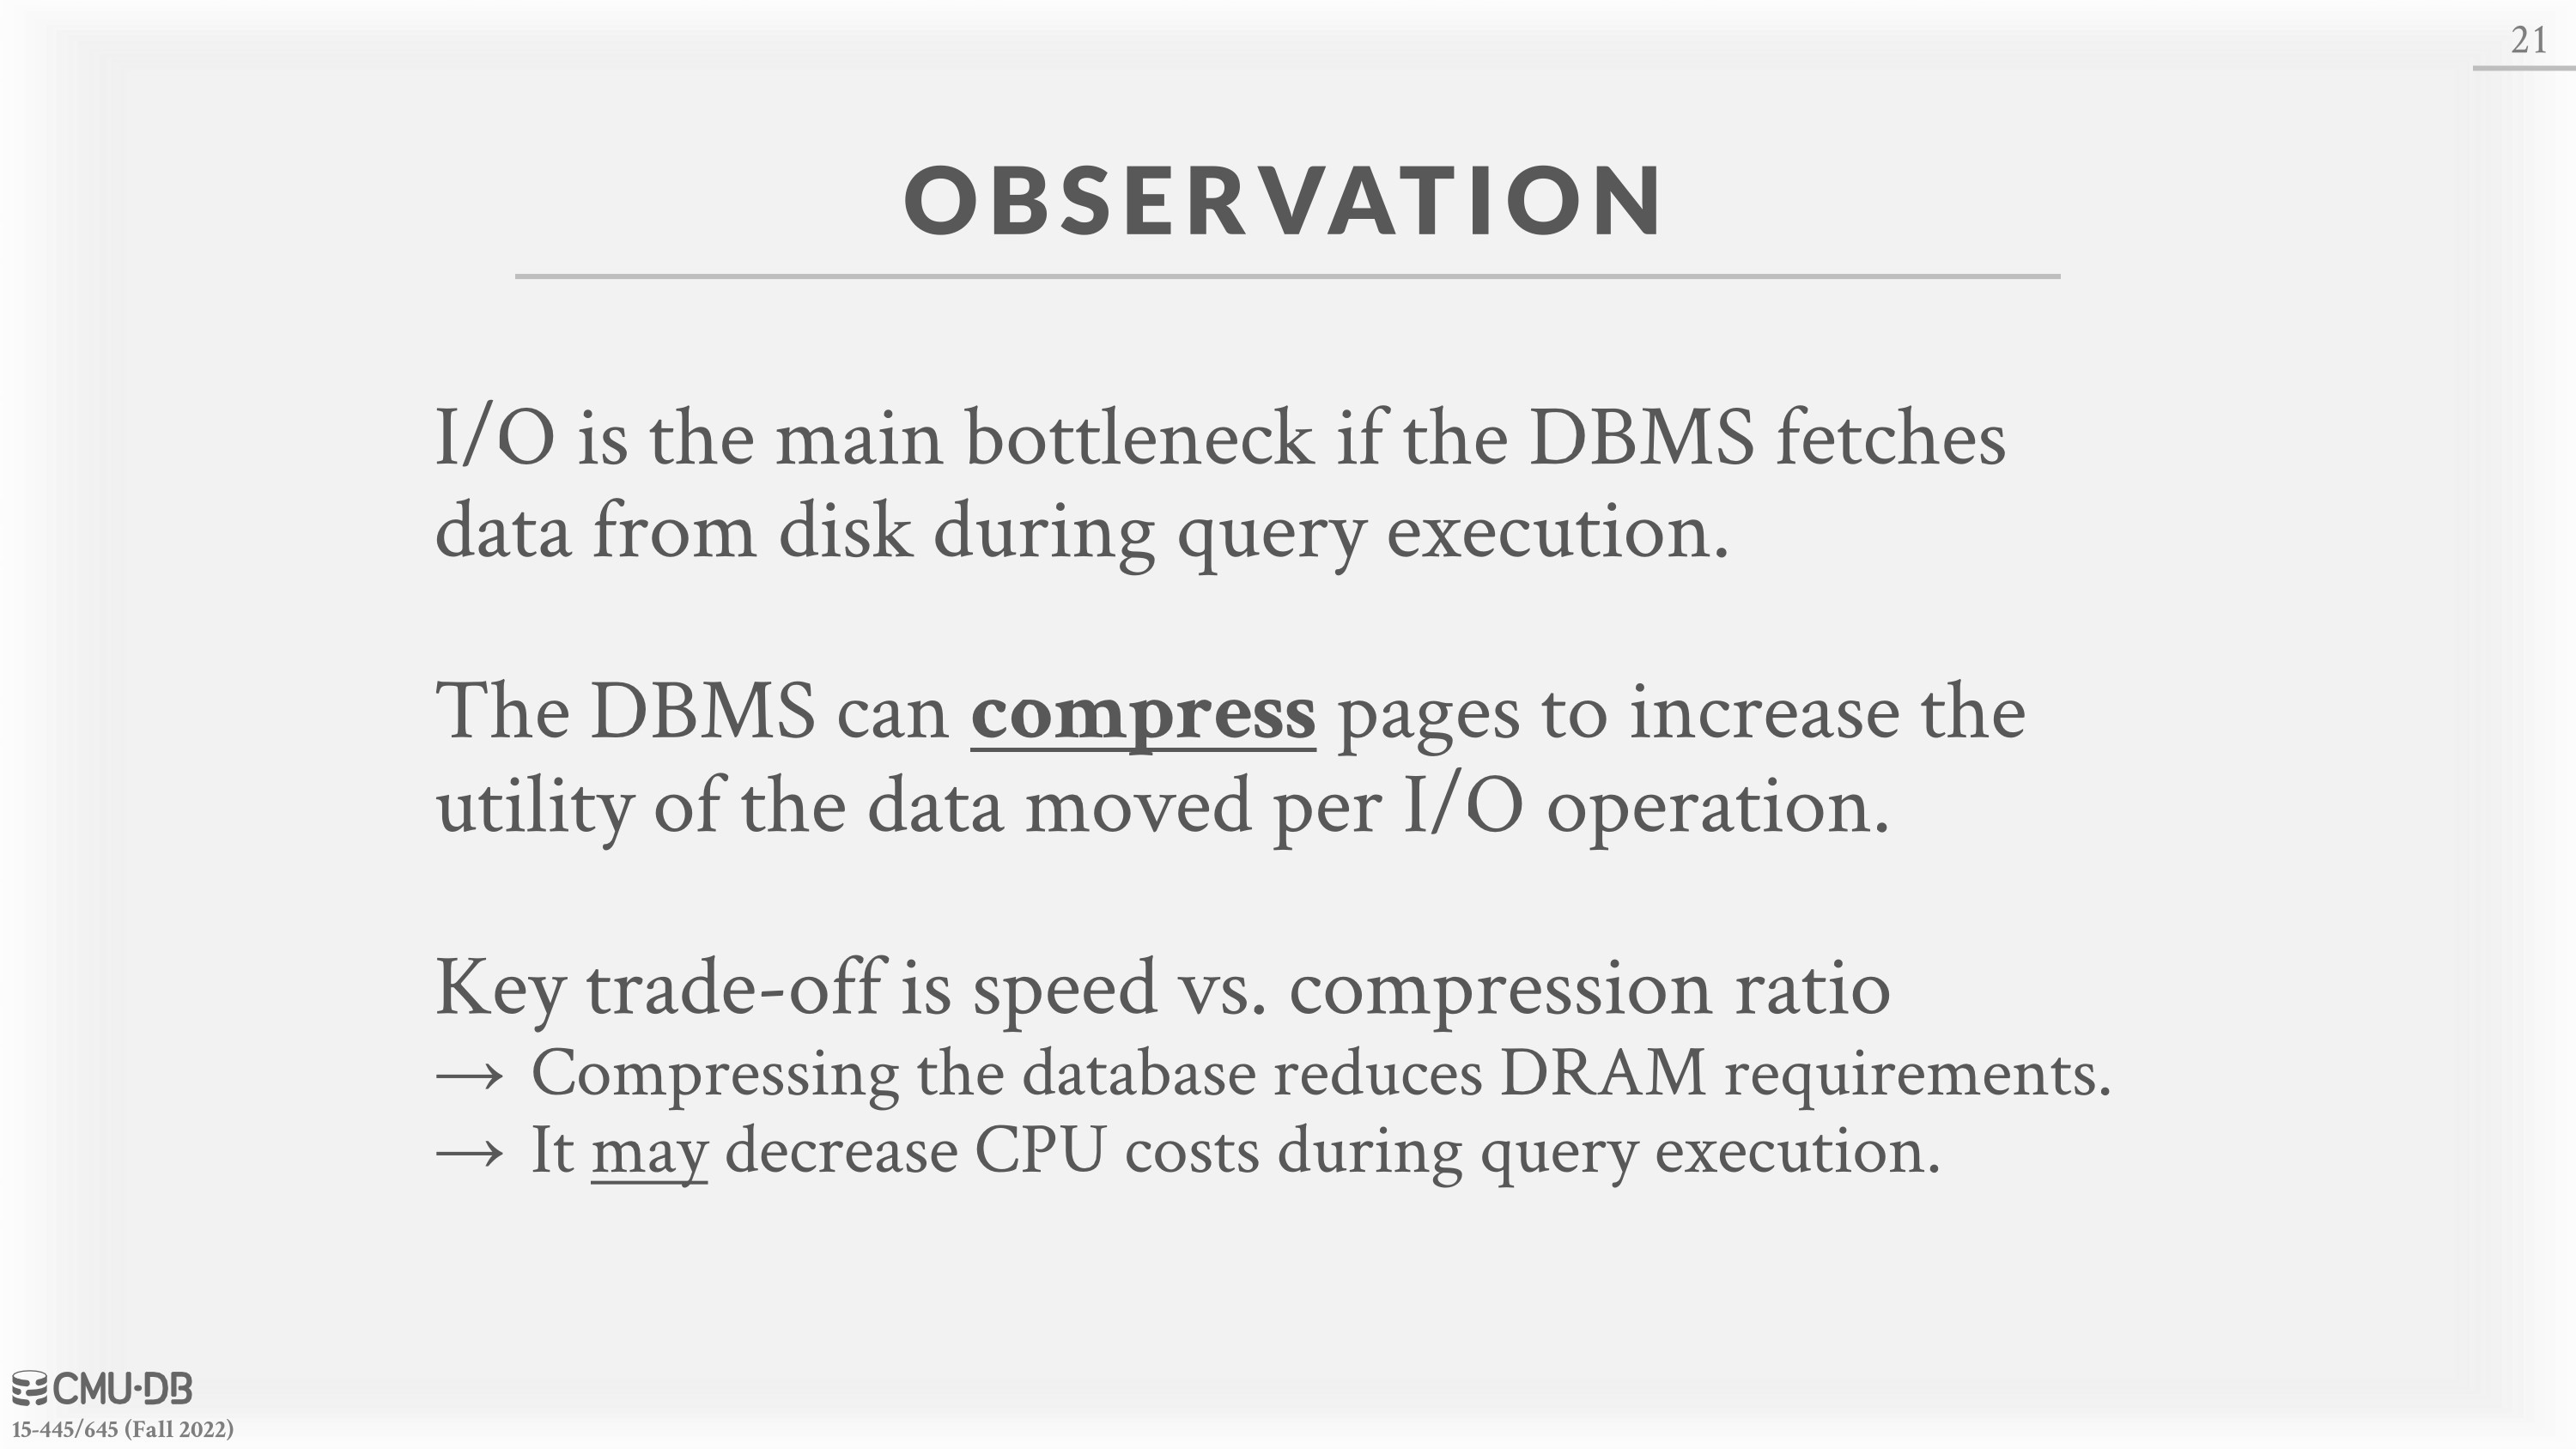 21
OBSERVATION
I/O is the main bottleneck if the DBMS fetches
data from disk during query execution.
The DBMS can compress pages to increase the
utility of the data moved per I/O operation.
Key trade-off is speed vs. compression ratio
→ Compressing the database reduces DRAM requirements.
→ It may decrease CPU costs during query execution.
CMU·DB
15-445/645 (Fall 2022)